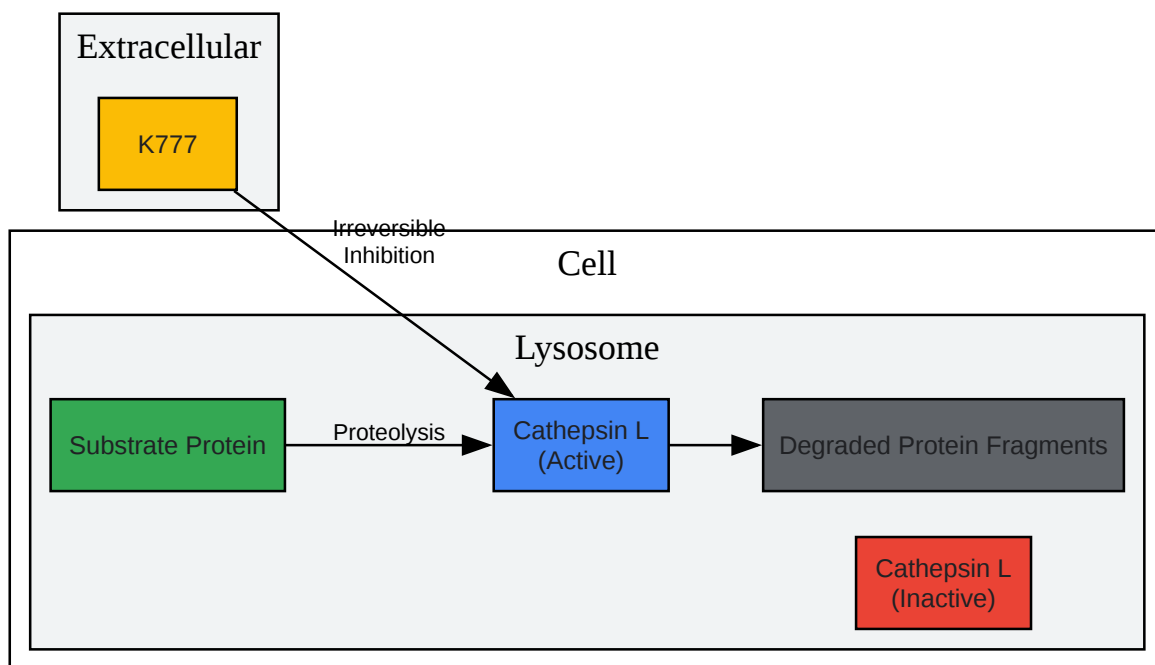 Extracellular
K777
Irreversible
Inhibition
Cell
Lysosome
Substrate Protein
Proteolysis
Cathepsin L
(Active)
Degraded Protein Fragments
Cathepsin L
(Inactive)